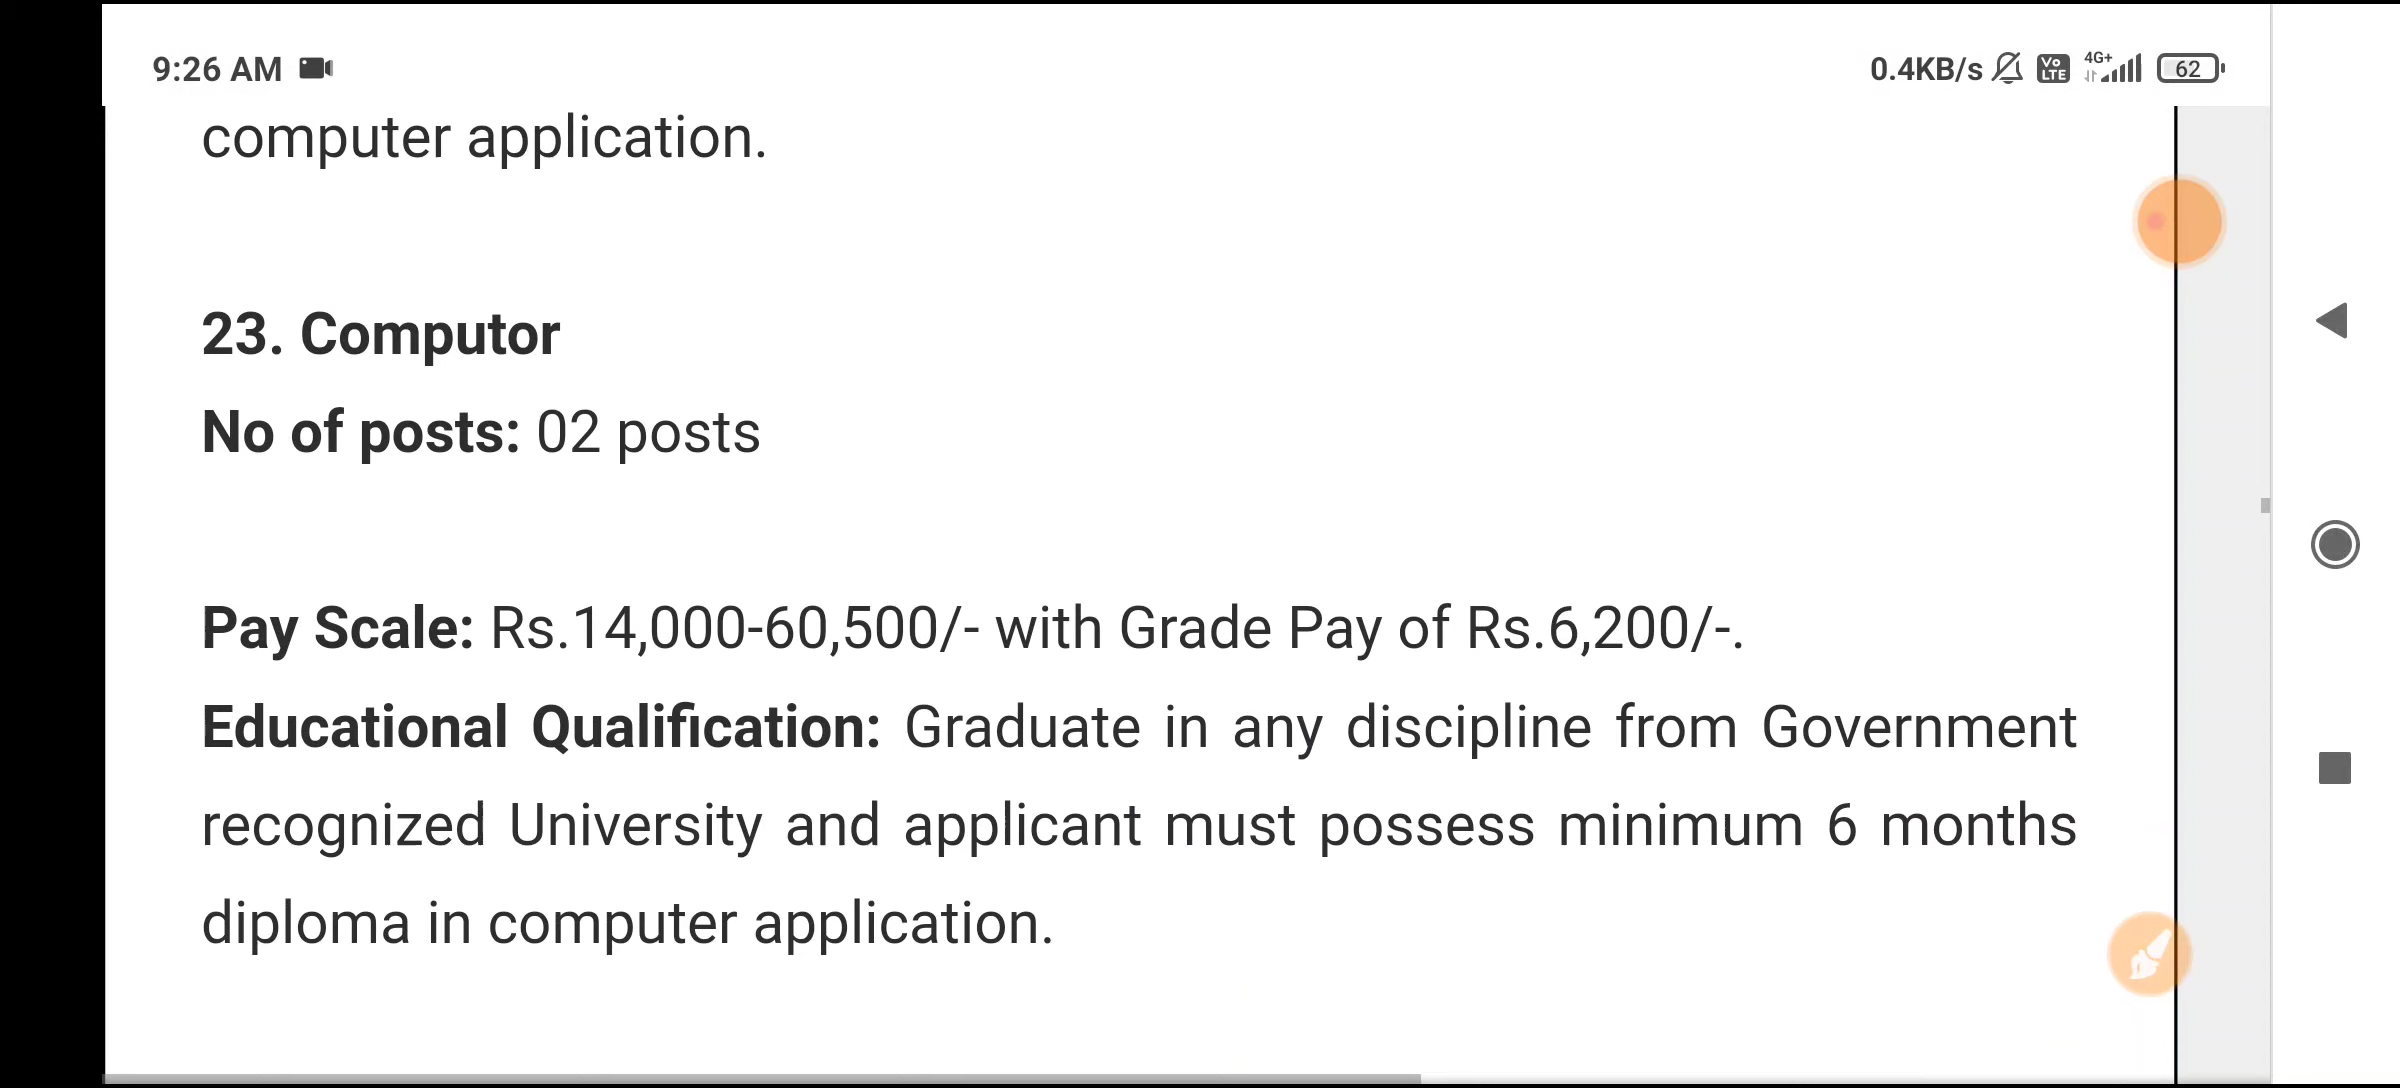 9:26 AM
0.4KB/s Vo LTE 4G+ 62
computer application.
23. Computor
No of posts: 02 posts
Pay Scale: Rs.14,000-60,500/- with Grade Pay of Rs.6,200/-.
Educational Qualification: Graduate in any discipline from Government
recognized University and applicant must possess minimum 6 months
diploma in computer application.